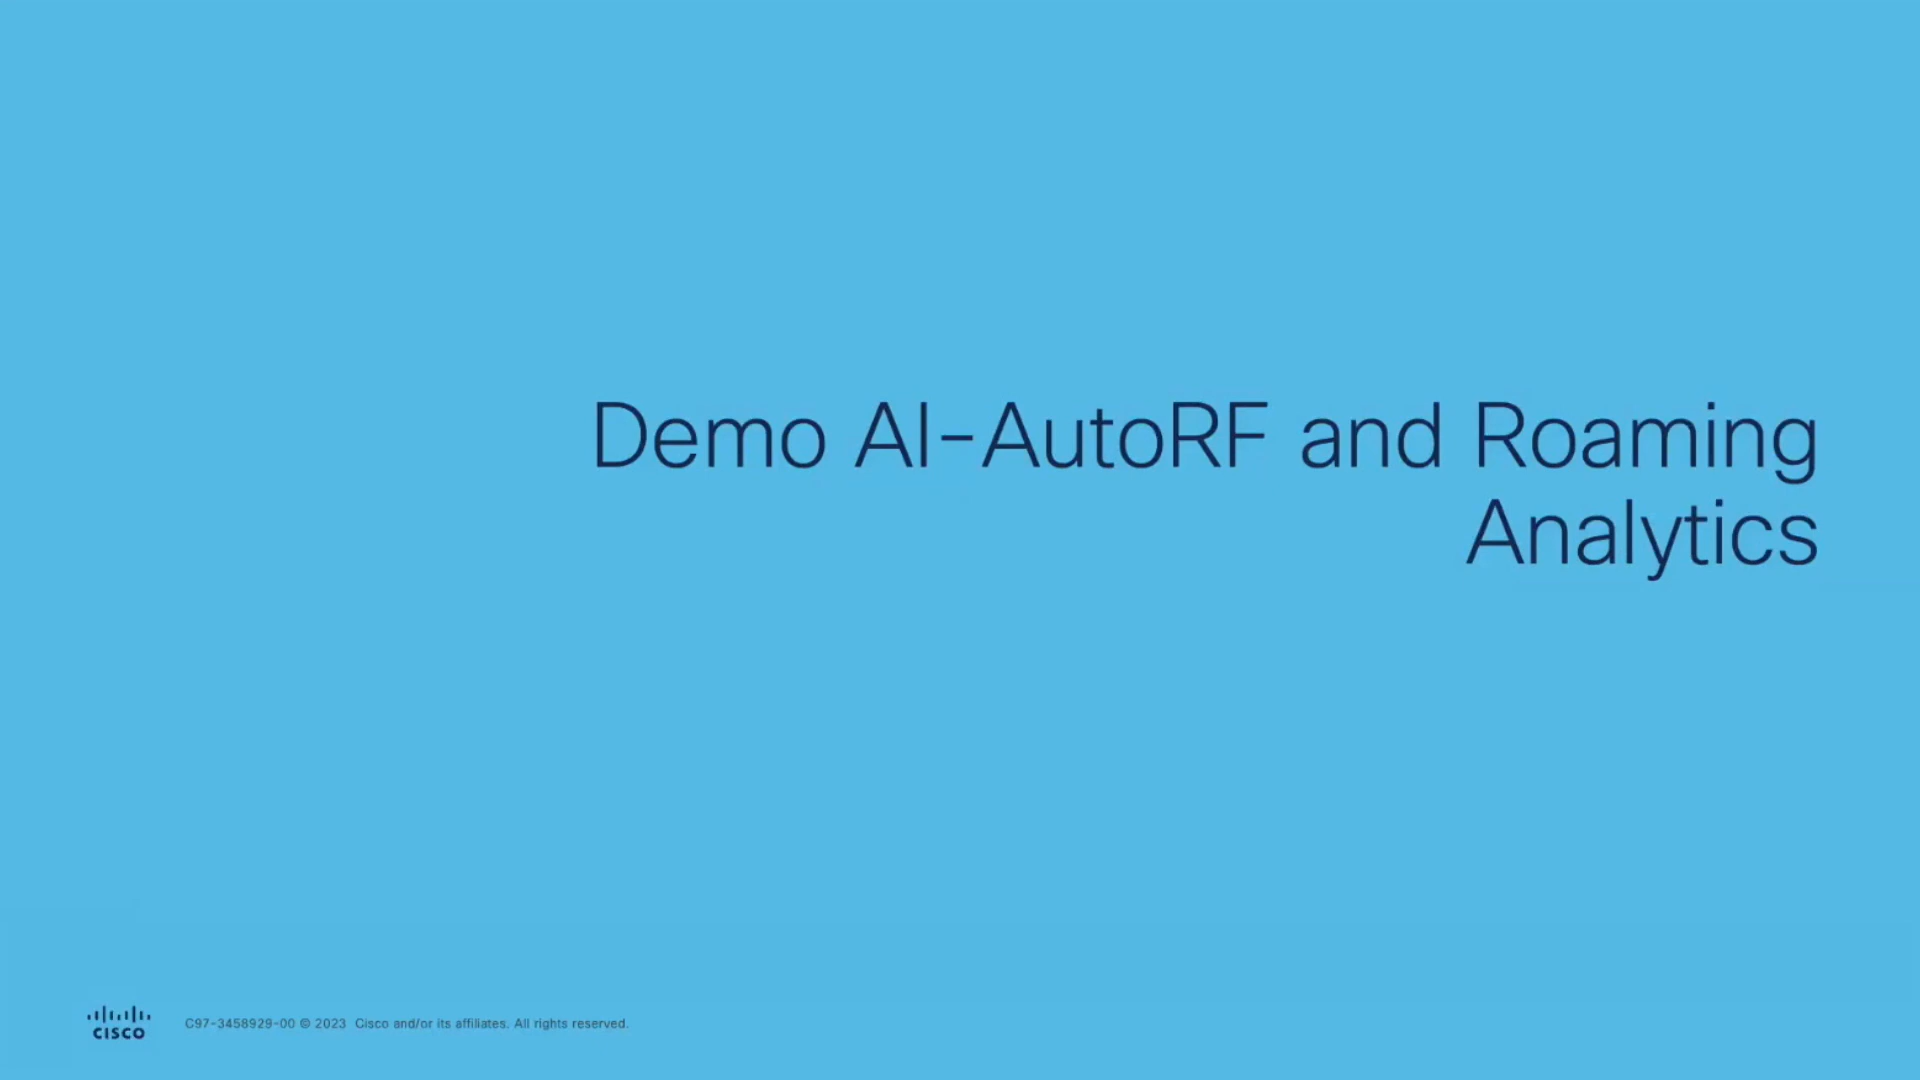 Demo AI-AutoRF and Roaming
Analytics
CISCO
C97-3458929-00 © 2023 Cisco and/or its affiliates. All rights reserved.